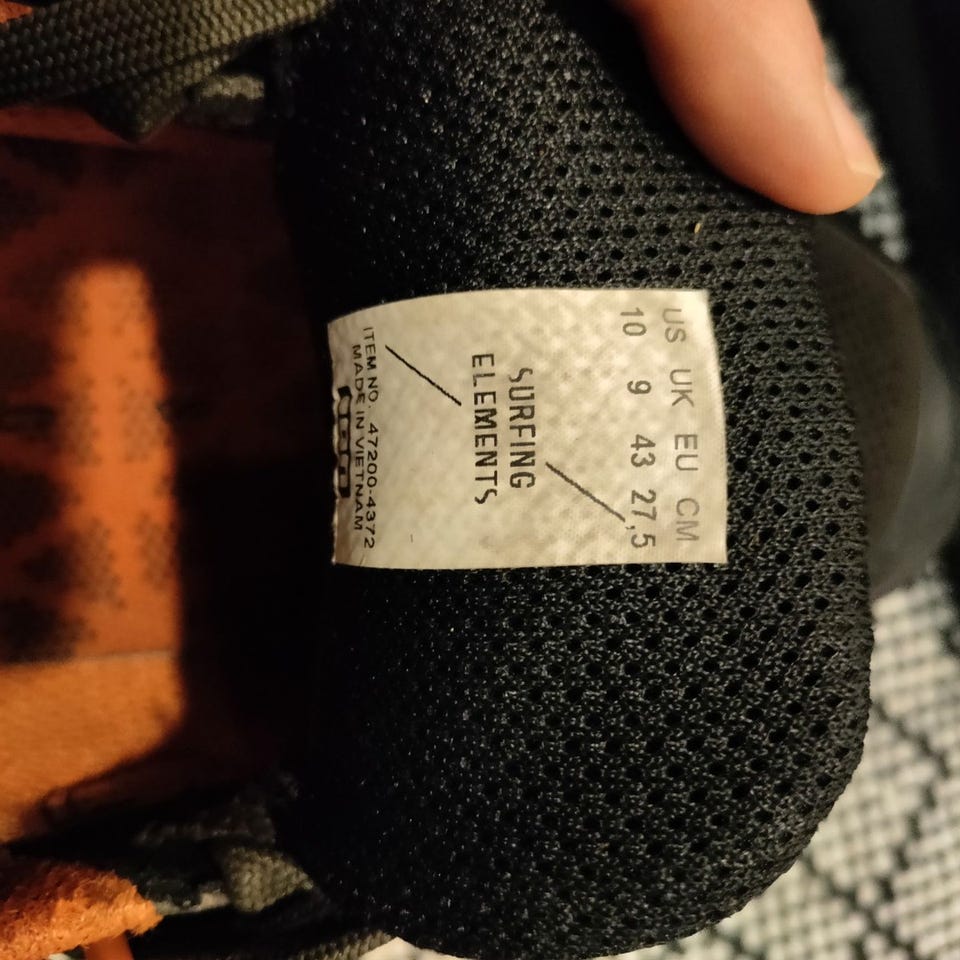 US UK EU CM
10 9 43 27,5
SURFING
ELEMENTS
ITEM NO. 47200-4372
MADE IN VIETNAM